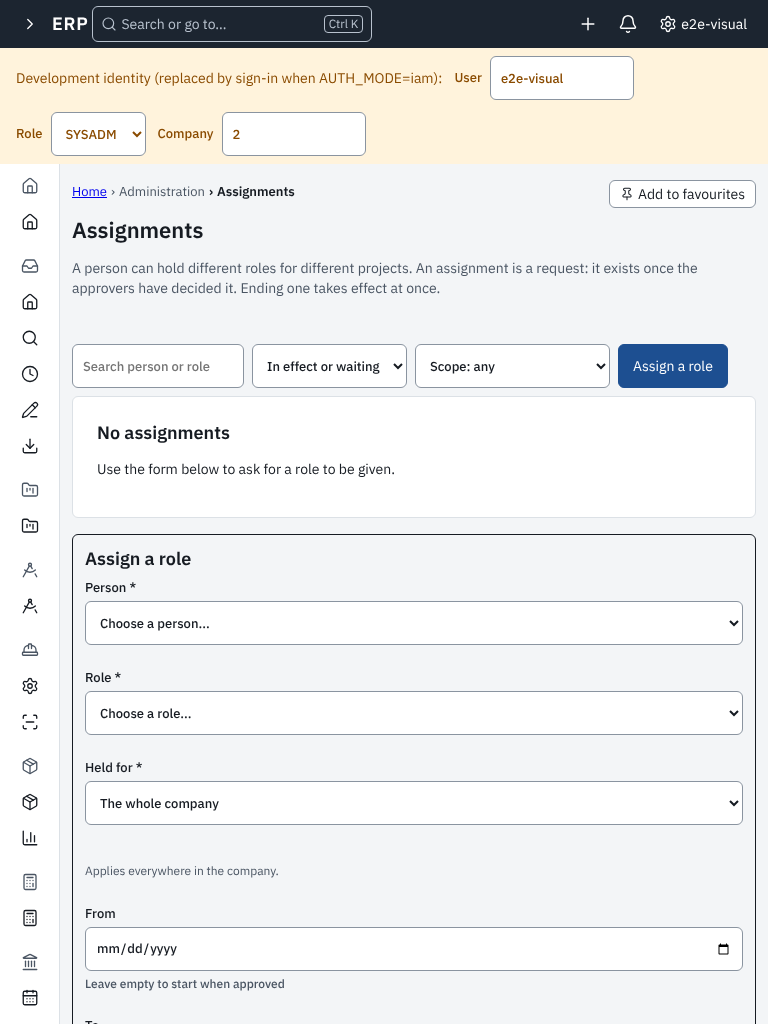 ERP
Search or go to...
Ctrl K
e2e-visual
Development identity (replaced by sign-in when AUTH_MODE=iam): User e2e-visual
Role SYSADM Company 2
Home › Administration › Assignments
Add to favourites
Assignments
A person can hold different roles for different projects. An assignment is a request: it exists once the
approvers have decided it. Ending one takes effect at once.
Search person or role
In effect or waiting
Scope: any
Assign a role
No assignments
Use the form below to ask for a role to be given.
Assign a role
Person *
Choose a person...
Role *
Choose a role...
Held for *
The whole company
Applies everywhere in the company.
From
mm/dd/yyyy
Leave empty to start when approved